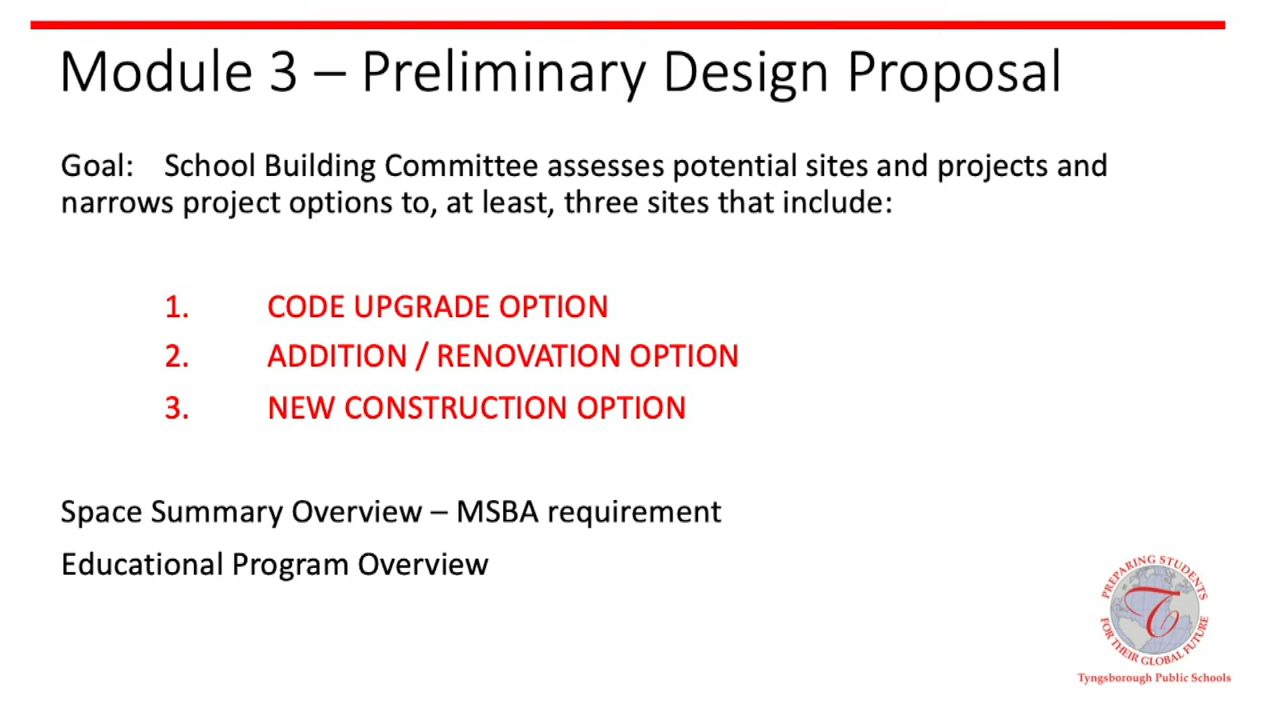 Module 3 – Preliminary Design Proposal
Goal: School Building Committee assesses potential sites and projects and
narrows project options to, at least, three sites that include:
1. CODE UPGRADE OPTION
2. ADDITION / RENOVATION OPTION
3. NEW CONSTRUCTION OPTION
Space Summary Overview – MSBA requirement
Educational Program Overview
PREPARING STUDENTS
T
FOR THEIR GLOBAL FUTURE
Tyngsborough Public Schools